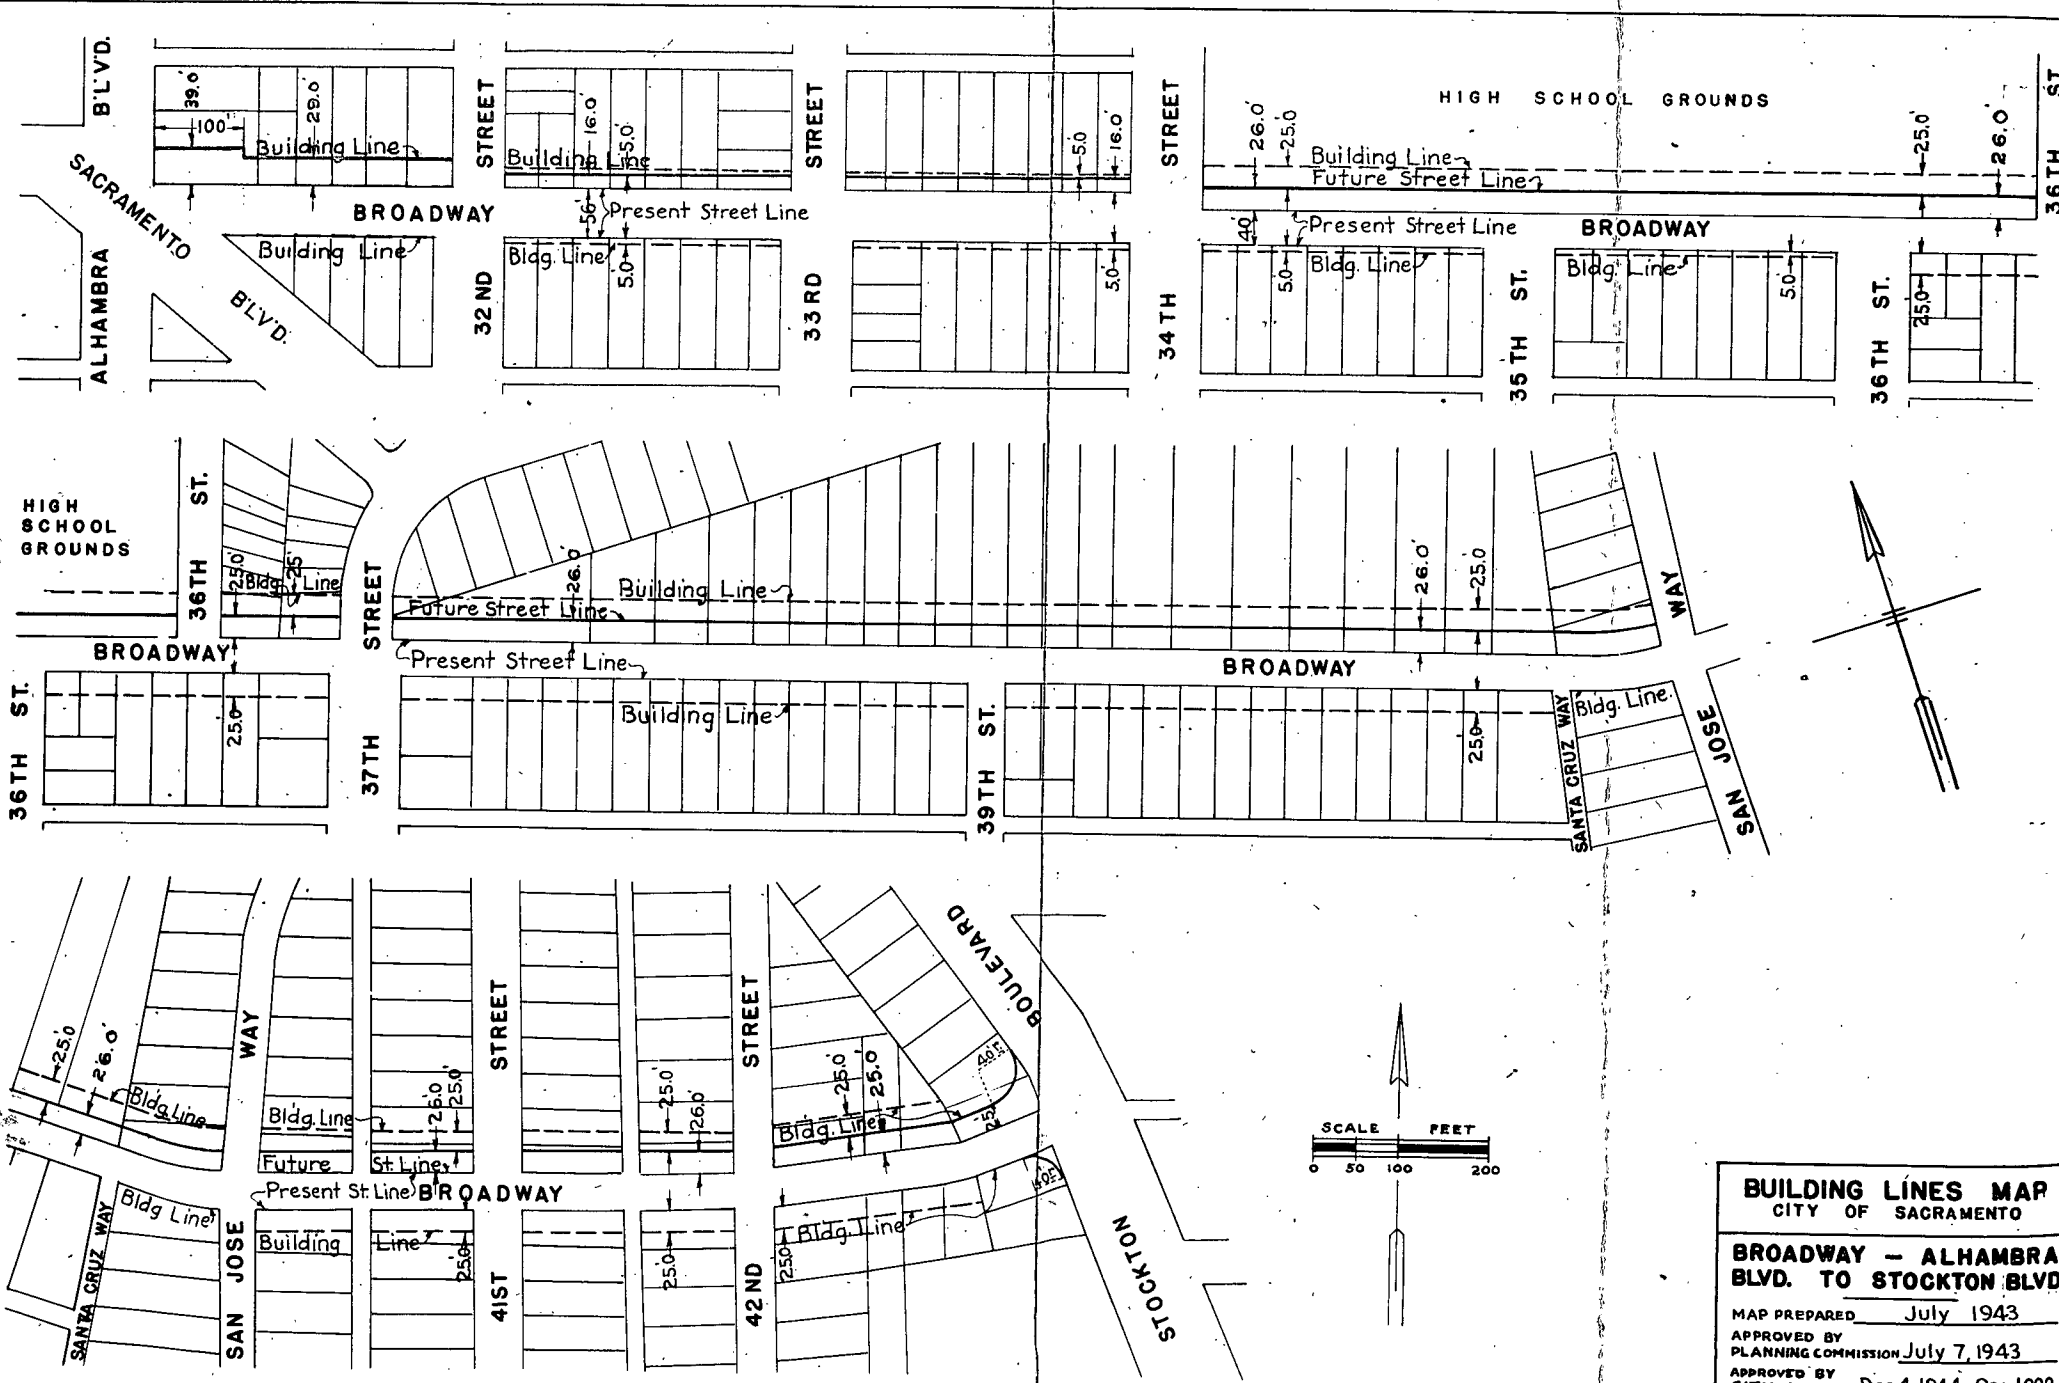 B'LV'D.
39.0'
100'
29.0'
Building Line
STREET
16.0'
5.0'
Building Line
STREET
5.0
16.0'
STREET
HIGH SCHOOL GROUNDS
26.0'
25.0'
Building Line
Future Street Line
25.0'
26.0'
36TH ST.
SACRAMENTO B'LV'D.
BROADWAY
56'
Present Street Line
40'
Present Street Line
BROADWAY
ALHAMBRA
Building Line
32ND
Bldg. Line
5.0'
33RD
5.0'
34TH
5.0'
Bldg. Line
35TH ST.
Bldg. Line
5.0'
36TH ST.
25.0'
HIGH
SCHOOL
GROUNDS
36TH ST.
25.0'
Bldg. Line
25'
STREET
26.0'
Building Line
Future Street Line
26.0'
25.0'
WAY
BROADWAY
Present Street Line
BROADWAY
36TH ST.
25.0'
37TH
Building Line
39TH ST.
25.0'
SANTA CRUZ WAY
Bldg. Line.
SAN JOSE
25.0'
26.0'
Bldg. Line
WAY
Bldg. Line
26.0'
25.0'
STREET
25.0'
26.0'
STREET
25.0'
25.0'
Bldg. Line
BOULEVARD
40'r.
25'
Future St. Line
Present St. Line
BROADWAY
SANTA CRUZ WAY
Bldg Line
SAN JOSE
Building Line
25.0'
41ST
25.0'
42ND
25.0'
Bldg. Line
40'r.
STOCKTON
SCALE FEET
0 50 100 200
BUILDING LINES MAP
CITY OF SACRAMENTO
BROADWAY — ALHAMBRA
BLVD. TO STOCKTON BLVD
MAP PREPARED July 1943
APPROVED BY
PLANNING COMMISSION July 7, 1943
APPROVED BY